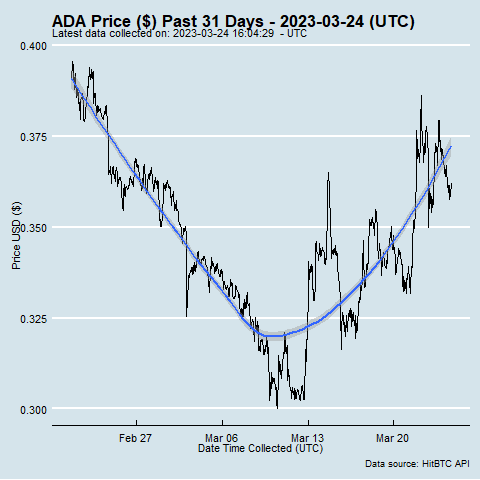 ADA Price ($) Past 31 Days - 2023-03-24 (UTC)
Latest data collected on: 2023-03-24 16:04:29 - UTC
0.400
0.375
0.350
0.325
0.300
Price USD ($)
Feb 27
Mar 06
Mar 13
Mar 20
Date Time Collected (UTC)
Data source: HitBTC API